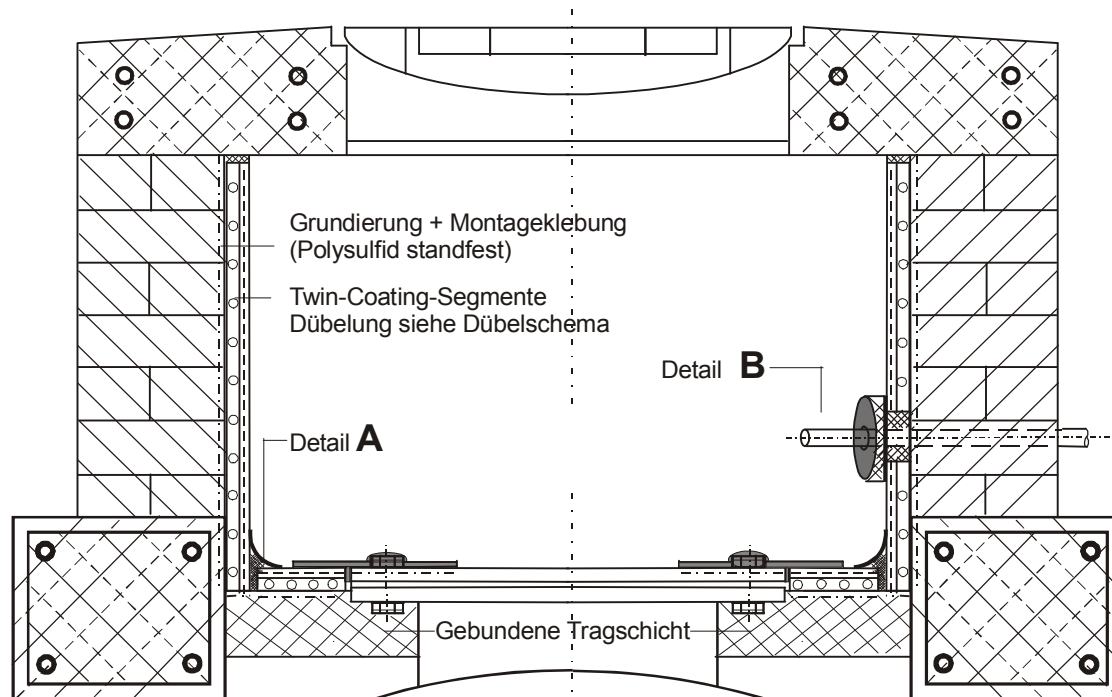 Grundierung + Montageklebung
(Polysulfid standfest)
Twin-Coating-Segmente
Dübelung siehe Dübelschema
Detail B
Detail A
Gebundene Tragschicht